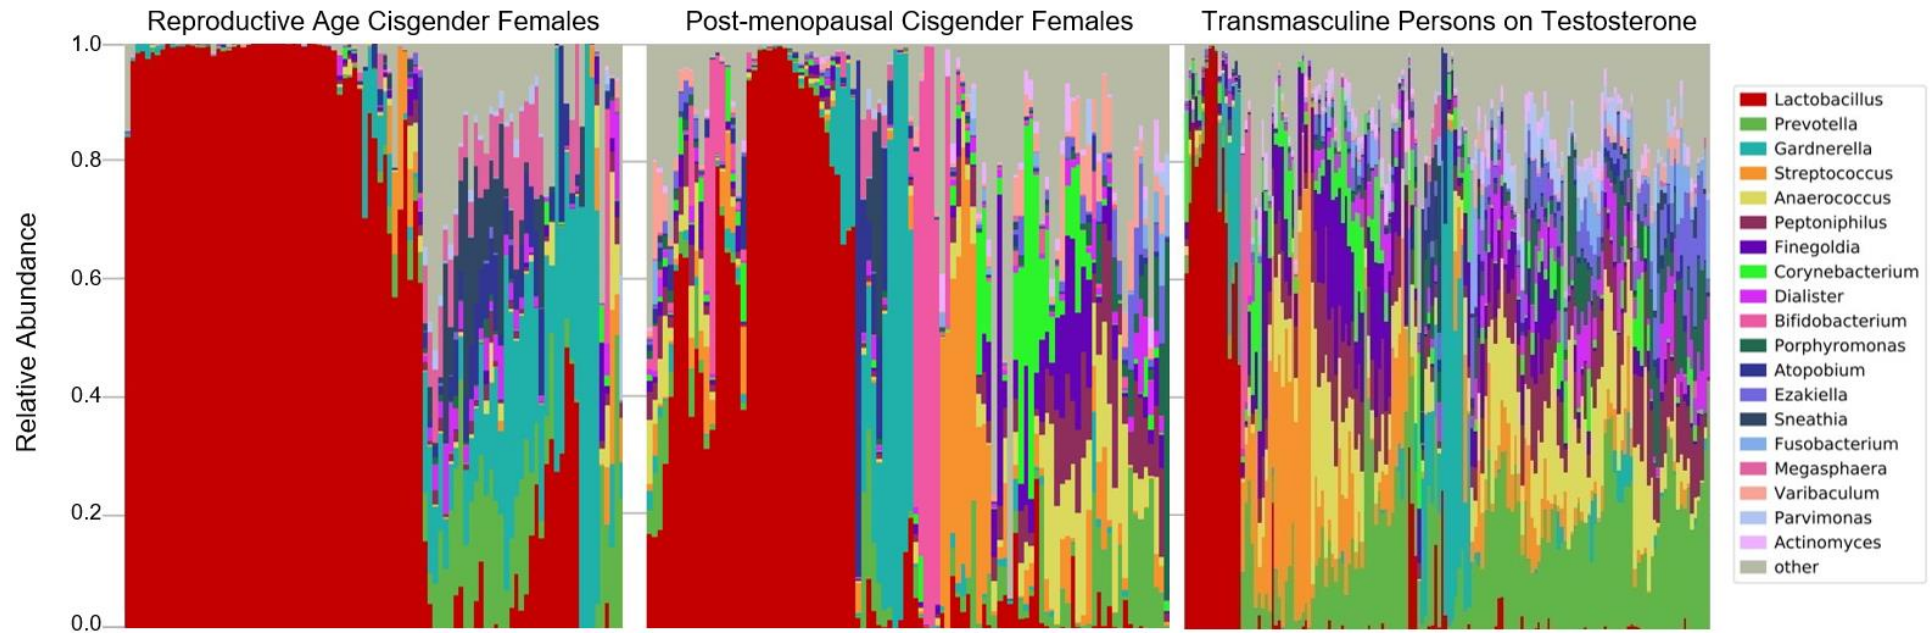 Reproductive Age Cisgender Females
Post-menopausal Cisgender Females
Transmasculine Persons on Testosterone
Relative Abundance
1.0
0.8
0.6
0.4
0.2
0.0
Lactobacillus
Prevotella
Gardnerella
Streptococcus
Anaerococcus
Peptoniphilus
Finegoldia
Corynebacterium
Dialister
Bifidobacterium
Porphyromonas
Atopobium
Ezakiella
Sneathia
Fusobacterium
Megasphaera
Varibaculum
Parvimonas
Actinomyces
other